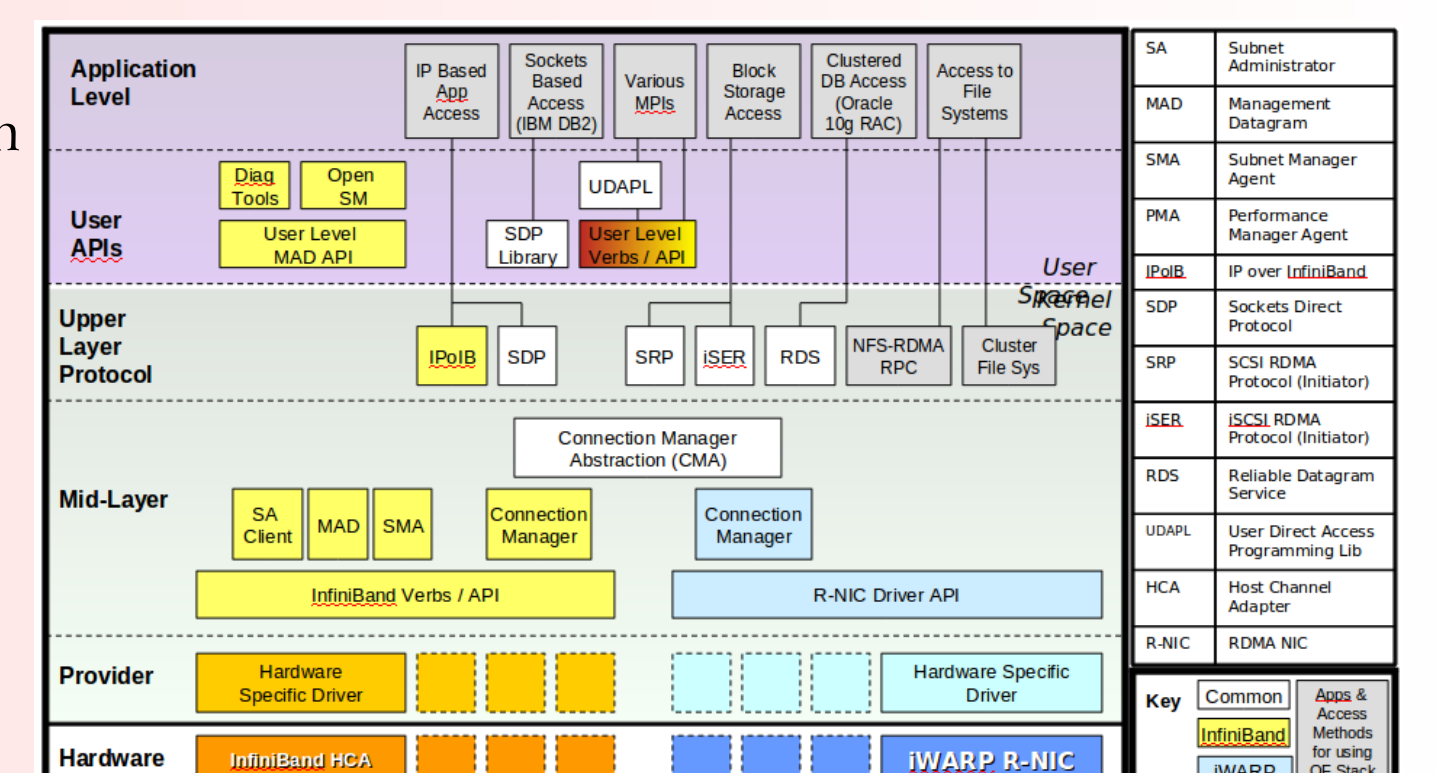 n
Application
Level
IP Based
App
Access
Sockets
Based
Access
(IBM DB2)
Various
MPIs
Block
Storage
Access
Clustered
DB Access
(Oracle
10g RAC)
Access to
File
Systems
User
APIs
Diag
Tools
Open
SM
User Level
MAD API
UDAPL
SDP
Library
User Level
Verbs / API
User
Space
Kernel
Space
Upper
Layer
Protocol
IPoIB
SDP
SRP
iSER
RDS
NFS-RDMA
RPC
Cluster
File Sys
Connection Manager
Abstraction (CMA)
Mid-Layer
SA
Client
MAD
SMA
Connection
Manager
Connection
Manager
InfiniBand Verbs / API
R-NIC Driver API
Provider
Hardware
Specific Driver
Hardware Specific
Driver
Hardware
InfiniBand HCA
iWARP R-NIC
SA
Subnet
Administrator
MAD
Management
Datagram
SMA
Subnet Manager
Agent
PMA
Performance
Manager Agent
IPoIB
IP over InfiniBand
SDP
Sockets Direct
Protocol
SRP
SCSI RDMA
Protocol (Initiator)
iSER
iSCSI RDMA
Protocol (Initiator)
RDS
Reliable Datagram
Service
UDAPL
User Direct Access
Programming Lib
HCA
Host Channel
Adapter
R-NIC
RDMA NIC
Key
Common
InfiniBand
iWARP
Apps &
Access
Methods
for using
OF Stack